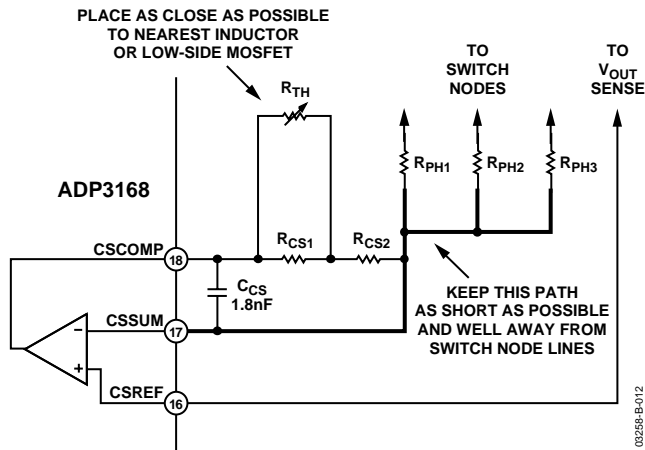 PLACE AS CLOSE AS POSSIBLE
TO NEAREST INDUCTOR
OR LOW-SIDE MOSFET
TO
SWITCH
NODES
TO
VOUT
SENSE
RTH
RPH1
RPH2
RPH3
ADP3168
CSCOMP
18
RCS1
RCS2
CCS
1.8nF
KEEP THIS PATH
AS SHORT AS POSSIBLE
AND WELL AWAY FROM
SWITCH NODE LINES
CSSUM
17
–
+
CSREF
16
03258-B-012